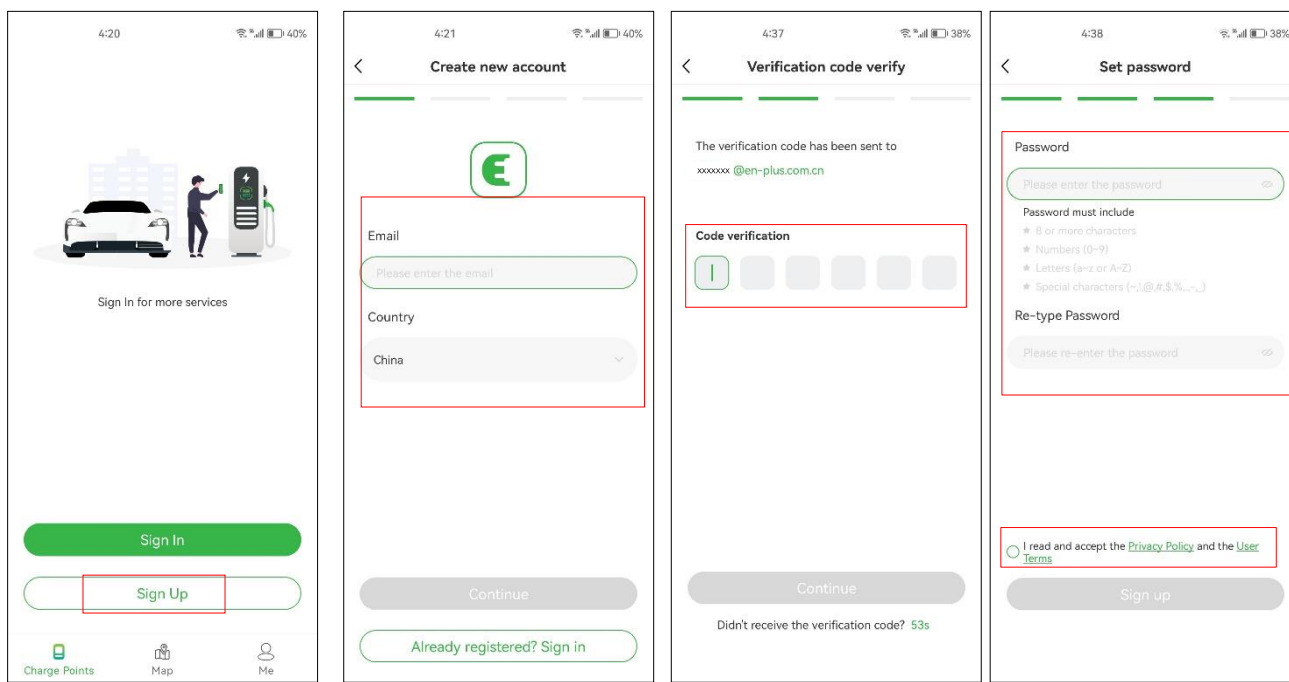 4:20
40%
Sign In for more services
Sign In
Sign Up
Charge Points
Map
Me
4:21
40%
Create new account
E
Email
Please enter the email
Country
China
Continue
Already registered? Sign in
4:37
38%
Verification code verify
The verification code has been sent to
xxxxxxx @en-plus.com.cn
Code verification
Continue
Didn't receive the verification code? 53s
4:38
38%
Set password
Password
Please enter the password
Password must include
★ 8 or more characters
★ Numbers (0-9)
★ Letters (a-z or A-Z)
★ Special characters (~,!,@,#,$,%,.,-,_)
Re-type Password
Please re-enter the password
I read and accept the Privacy Policy and the User
Terms
Sign up